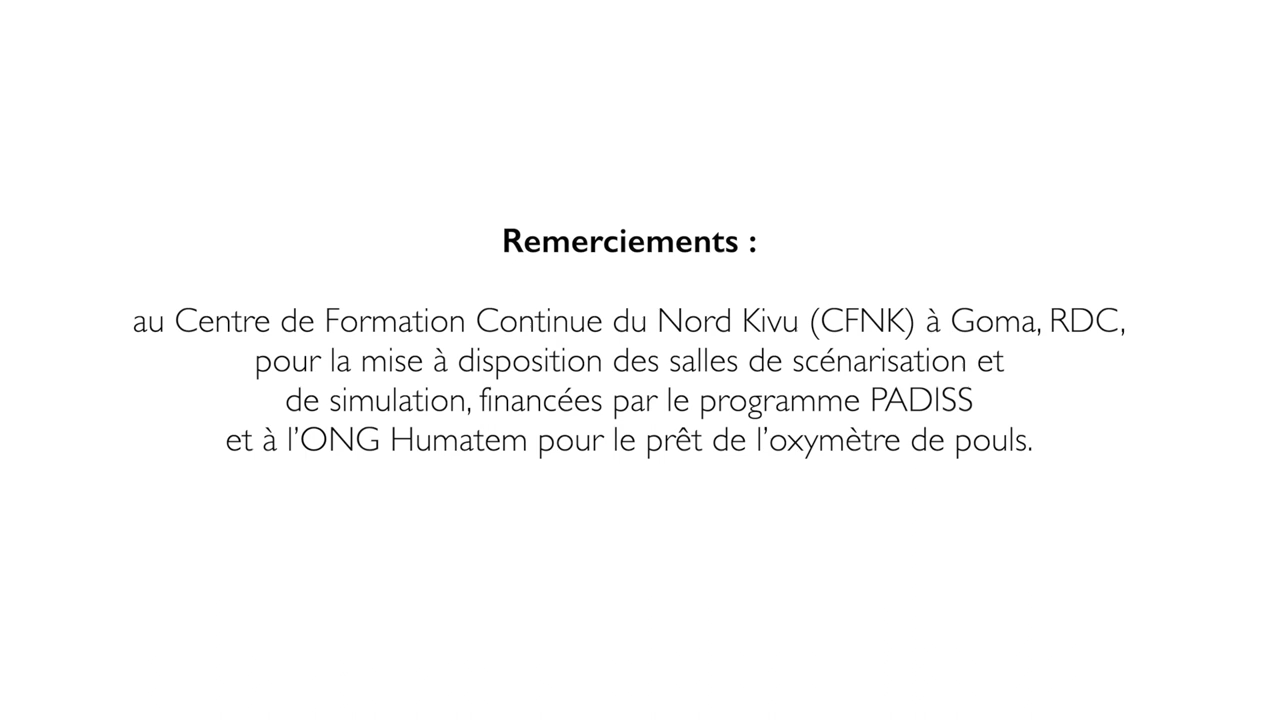 Remerciements :
au Centre de Formation Continue du Nord Kivu (CFNK) à Goma, RDC,
pour la mise à disposition des salles de scénarisation et
de simulation, financées par le programme PADISS
et à l’ONG Humatem pour le prêt de l’oxymètre de pouls.